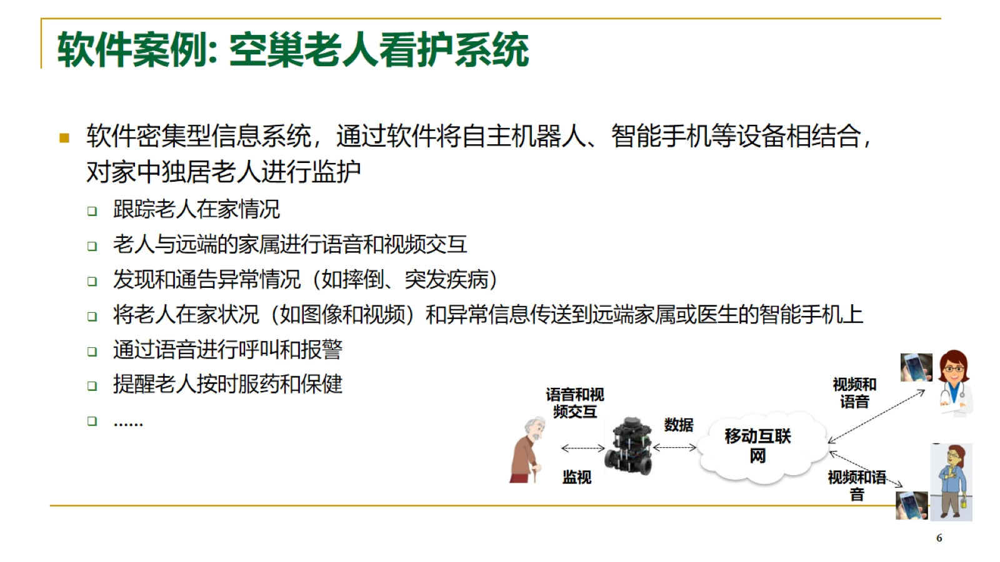 软件案例: 空巢老人看护系统
软件密集型信息系统，通过软件将自主机器人、智能手机等设备相结合，
对家中独居老人进行监护
跟踪老人在家情况
老人与远端的家属进行语音和视频交互
发现和通告异常情况（如摔倒、突发疾病）
将老人在家状况（如图像和视频）和异常信息传送到远端家属或医生的智能手机上
通过语音进行呼叫和报警
提醒老人按时服药和保健
……
语音和视
频交互
监视
数据
移动互联
网
视频和
语音
视频和语
音
6